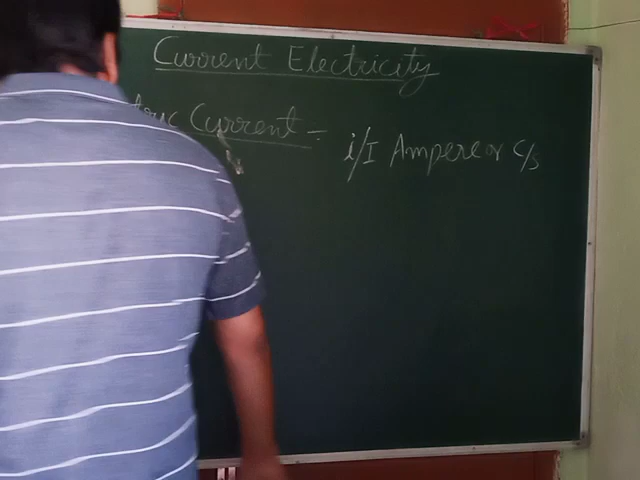 Current Electricity
Current = i/I Ampere or C/s